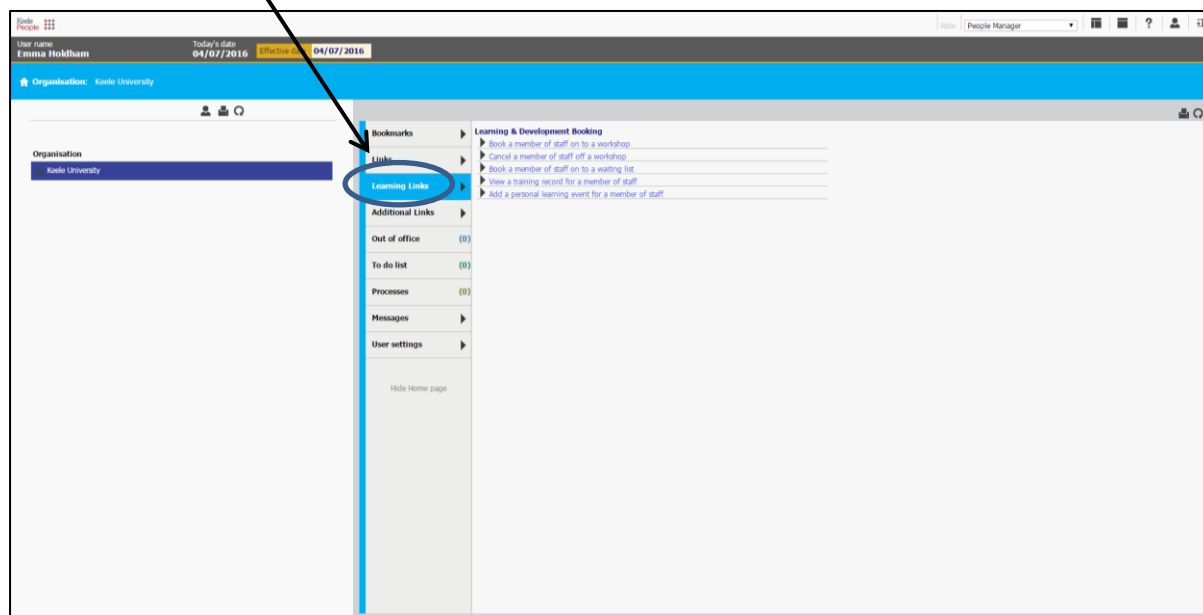 Keele
People
Role People Manager
?
User name
Emma Holdham
Today's date
04/07/2016
Effective date 04/07/2016
Organisation: Keele University
Organisation
Keele University
Bookmarks
Links
Learning Links
Additional Links
Out of office (0)
To do list (0)
Processes (0)
Messages
User settings
Hide Home page
Learning & Development Booking
Book a member of staff on to a workshop
Cancel a member of staff off a workshop
Book a member of staff on to a waiting list
View a training record for a member of staff
Add a personal learning event for a member of staff